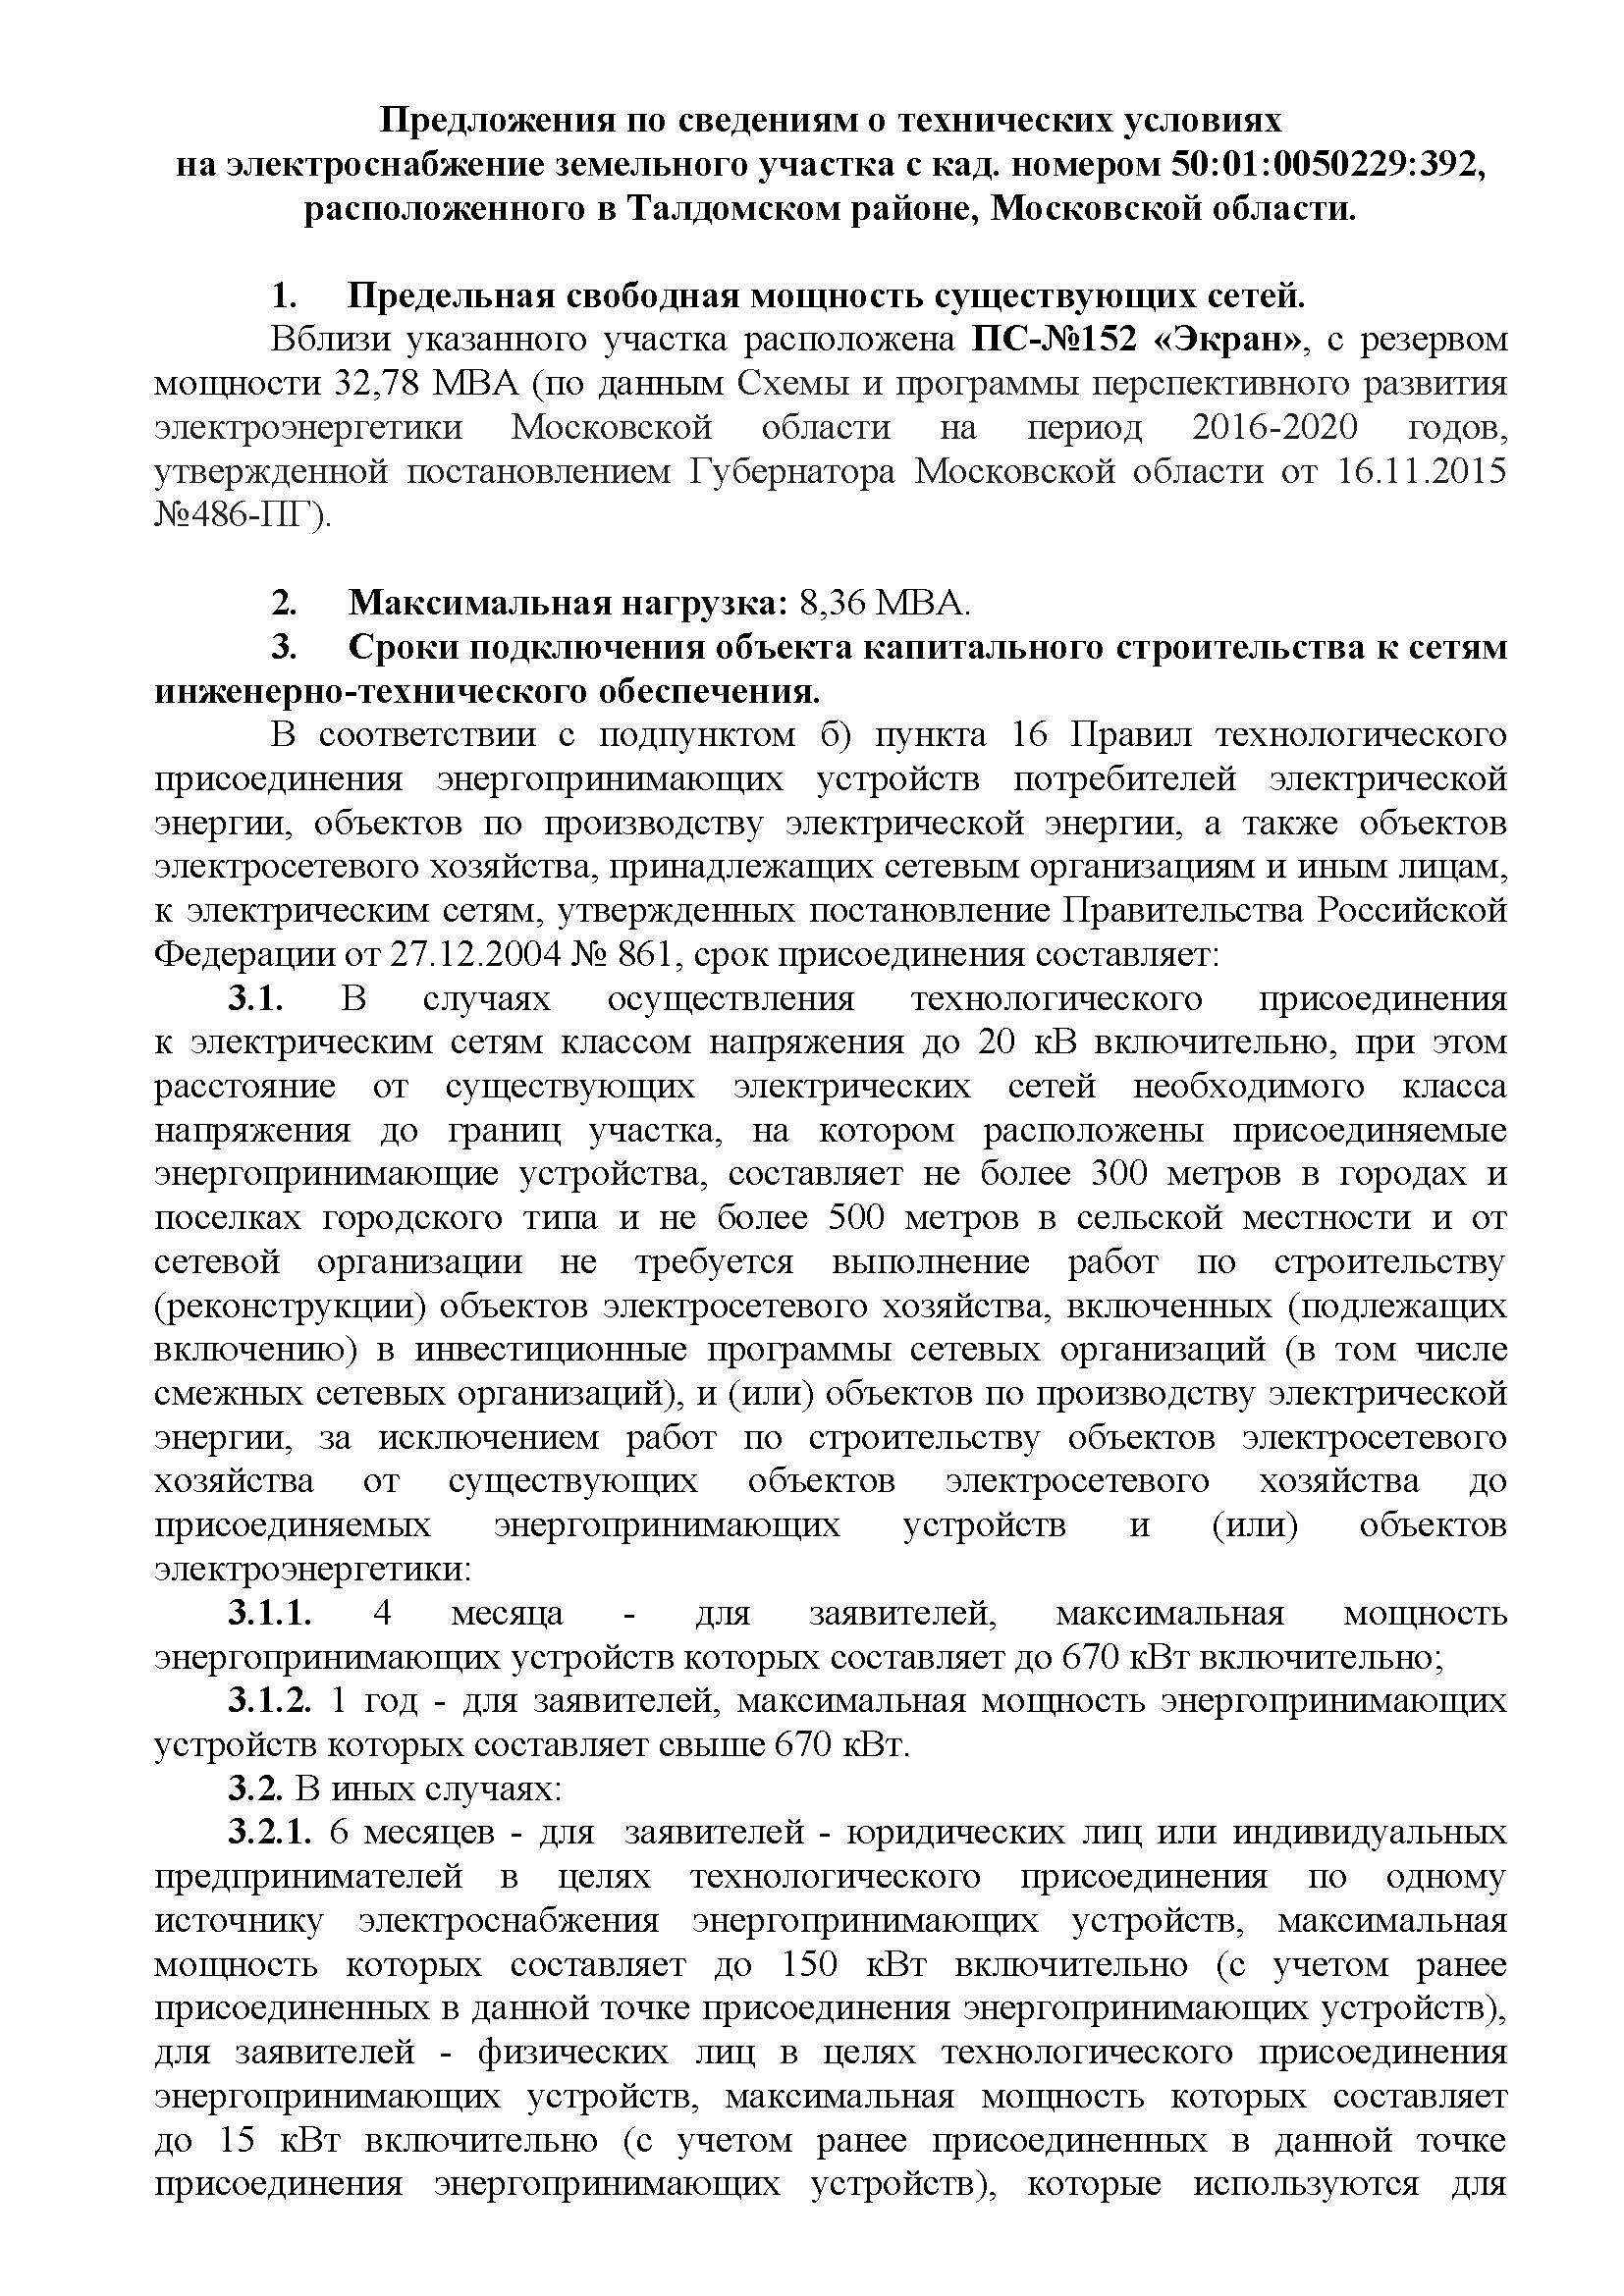 Предложения по сведениям о технических условиях
на электроснабжение земельного участка с кад. номером 50:01:0050229:392,
расположенного в Талдомском районе, Московской области.
1. Предельная свободная мощность существующих сетей.
Вблизи указанного участка расположена ПС-№152 «Экран», с резервом
мощности 32,78 МВА (по данным Схемы и программы перспективного развития
электроэнергетики Московской области на период 2016-2020 годов,
утвержденной постановлением Губернатора Московской области от 16.11.2015
№486-ПГ).
2. Максимальная нагрузка: 8,36 МВА.
3. Сроки подключения объекта капитального строительства к сетям
инженерно-технического обеспечения.
В соответствии с подпунктом б) пункта 16 Правил технологического
присоединения энергопринимающих устройств потребителей электрической
энергии, объектов по производству электрической энергии, а также объектов
электросетевого хозяйства, принадлежащих сетевым организациям и иным лицам,
к электрическим сетям, утвержденных постановление Правительства Российской
Федерации от 27.12.2004 № 861, срок присоединения составляет:
3.1. В случаях осуществления технологического присоединения
к электрическим сетям классом напряжения до 20 кВ включительно, при этом
расстояние от существующих электрических сетей необходимого класса
напряжения до границ участка, на котором расположены присоединяемые
энергопринимающие устройства, составляет не более 300 метров в городах и
поселках городского типа и не более 500 метров в сельской местности и от
сетевой организации не требуется выполнение работ по строительству
(реконструкции) объектов электросетевого хозяйства, включенных (подлежащих
включению) в инвестиционные программы сетевых организаций (в том числе
смежных сетевых организаций), и (или) объектов по производству электрической
энергии, за исключением работ по строительству объектов электросетевого
хозяйства от существующих объектов электросетевого хозяйства до
присоединяемых энергопринимающих устройств и (или) объектов
электроэнергетики:
3.1.1. 4 месяца - для заявителей, максимальная мощность
энергопринимающих устройств которых составляет до 670 кВт включительно;
3.1.2. 1 год - для заявителей, максимальная мощность энергопринимающих
устройств которых составляет свыше 670 кВт.
3.2. В иных случаях:
3.2.1. 6 месяцев - для заявителей - юридических лиц или индивидуальных
предпринимателей в целях технологического присоединения по одному
источнику электроснабжения энергопринимающих устройств, максимальная
мощность которых составляет до 150 кВт включительно (с учетом ранее
присоединенных в данной точке присоединения энергопринимающих устройств),
для заявителей - физических лиц в целях технологического присоединения
энергопринимающих устройств, максимальная мощность которых составляет
до 15 кВт включительно (с учетом ранее присоединенных в данной точке
присоединения энергопринимающих устройств), которые используются для